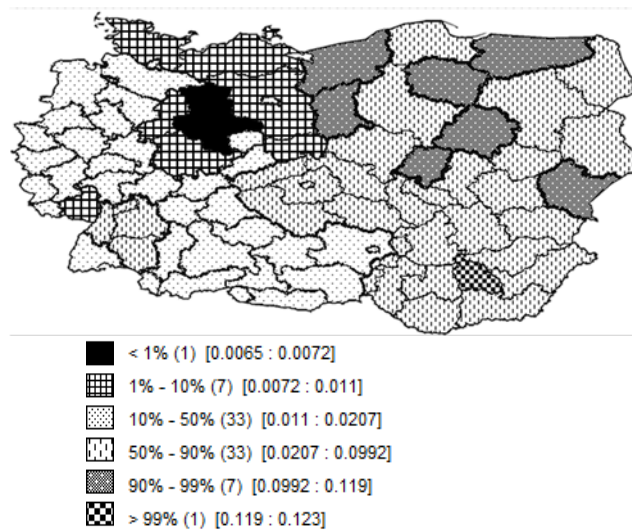 < 1% (1) [0.0065 : 0.0072]
1% - 10% (7) [0.0072 : 0.011]
10% - 50% (33) [0.011 : 0.0207]
50% - 90% (33) [0.0207 : 0.0992]
90% - 99% (7) [0.0992 : 0.119]
> 99% (1) [0.119 : 0.123]